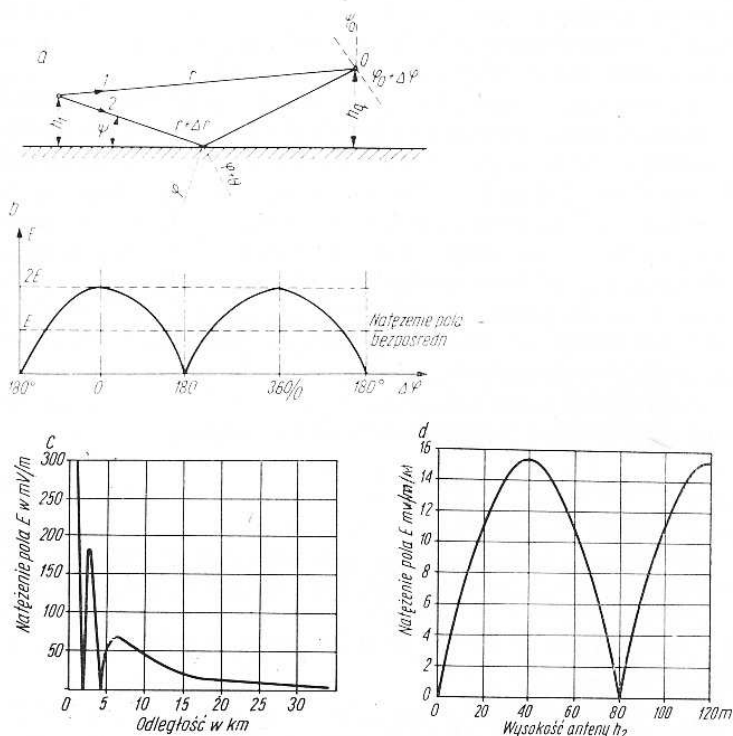 a
1
r
O
φ₀
φ₀ + Δφ
2
ψ
r + Δr
h₁
φ
b
E
2E
E
Natężenie pola
bezpośredn
180°
0
180
360/0
180°
Δφ
c
Natężenie pola E w mV/m
300
250
200
150
100
50
0
5
10
15
20
25
30
Odległość w km
d
Natężenie pola E mv/m/M
16
14
12
10
8
6
4
2
0
0
20
40
60
80
100
120m
Wysokość anteny h₂